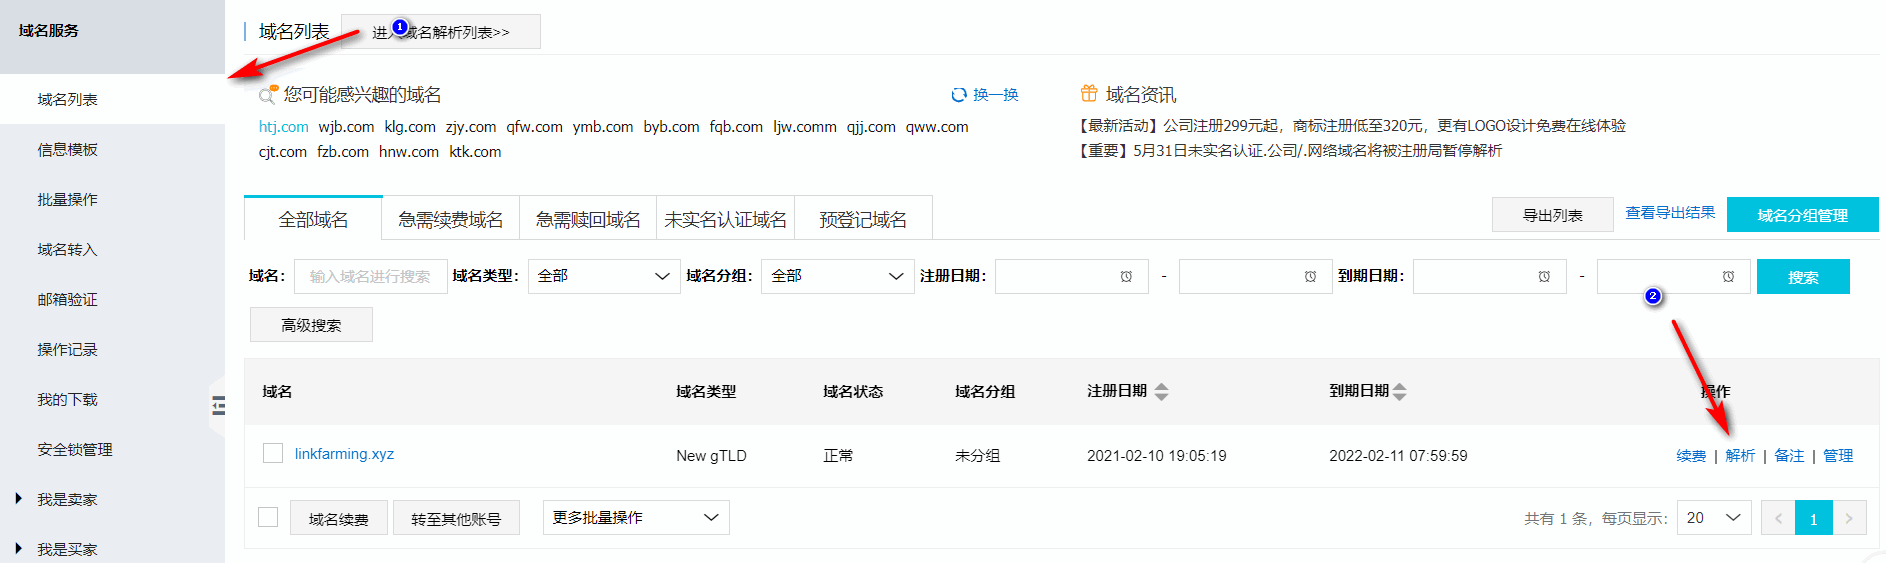 域名服务
域名列表
信息模板
批量操作
域名转入
邮箱验证
操作记录
我的下载
安全锁管理
我是卖家
我是买家
域名列表
进入域名解析列表>>
1
您可能感兴趣的域名
换一换
htj.com wjb.com klg.com zjy.com qfw.com ymb.com byb.com fqb.com ljw.comm qjj.com qww.com
cjt.com fzb.com hnw.com ktk.com
域名资讯
【最新活动】公司注册299元起，商标注册低至320元，更有LOGO设计免费在线体验
【重要】5月31日未实名认证.公司/.网络域名将被注册局暂停解析
全部域名 急需续费域名 急需赎回域名 未实名认证域名 预登记域名
导出列表 查看导出结果 域名分组管理
域名： 输入域名进行搜索 域名类型： 全部 域名分组： 全部 注册日期： - 到期日期： - 搜索
2
高级搜索
域名 域名类型 域名状态 域名分组 注册日期 到期日期 操作
linkfarming.xyz New gTLD 正常 未分组 2021-02-10 19:05:19 2022-02-11 07:59:59 续费 | 解析 | 备注 | 管理
域名续费 转至其他账号 更多批量操作 共有 1 条，每页显示： 20 < 1 >